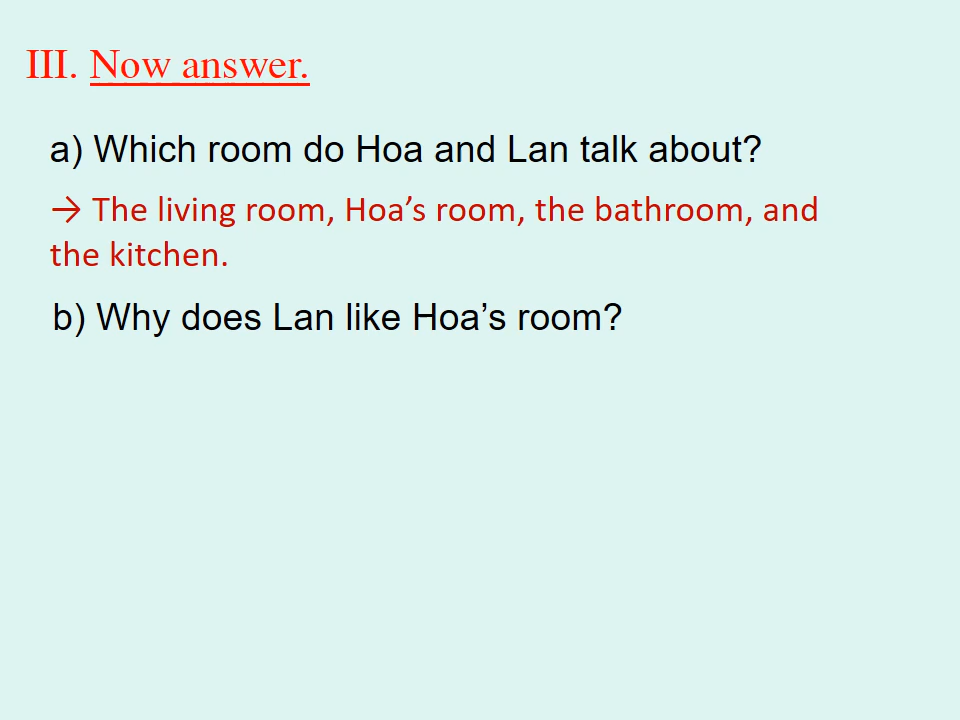 III. Now answer.
a) Which room do Hoa and Lan talk about?
→ The living room, Hoa’s room, the bathroom, and
the kitchen.
b) Why does Lan like Hoa’s room?